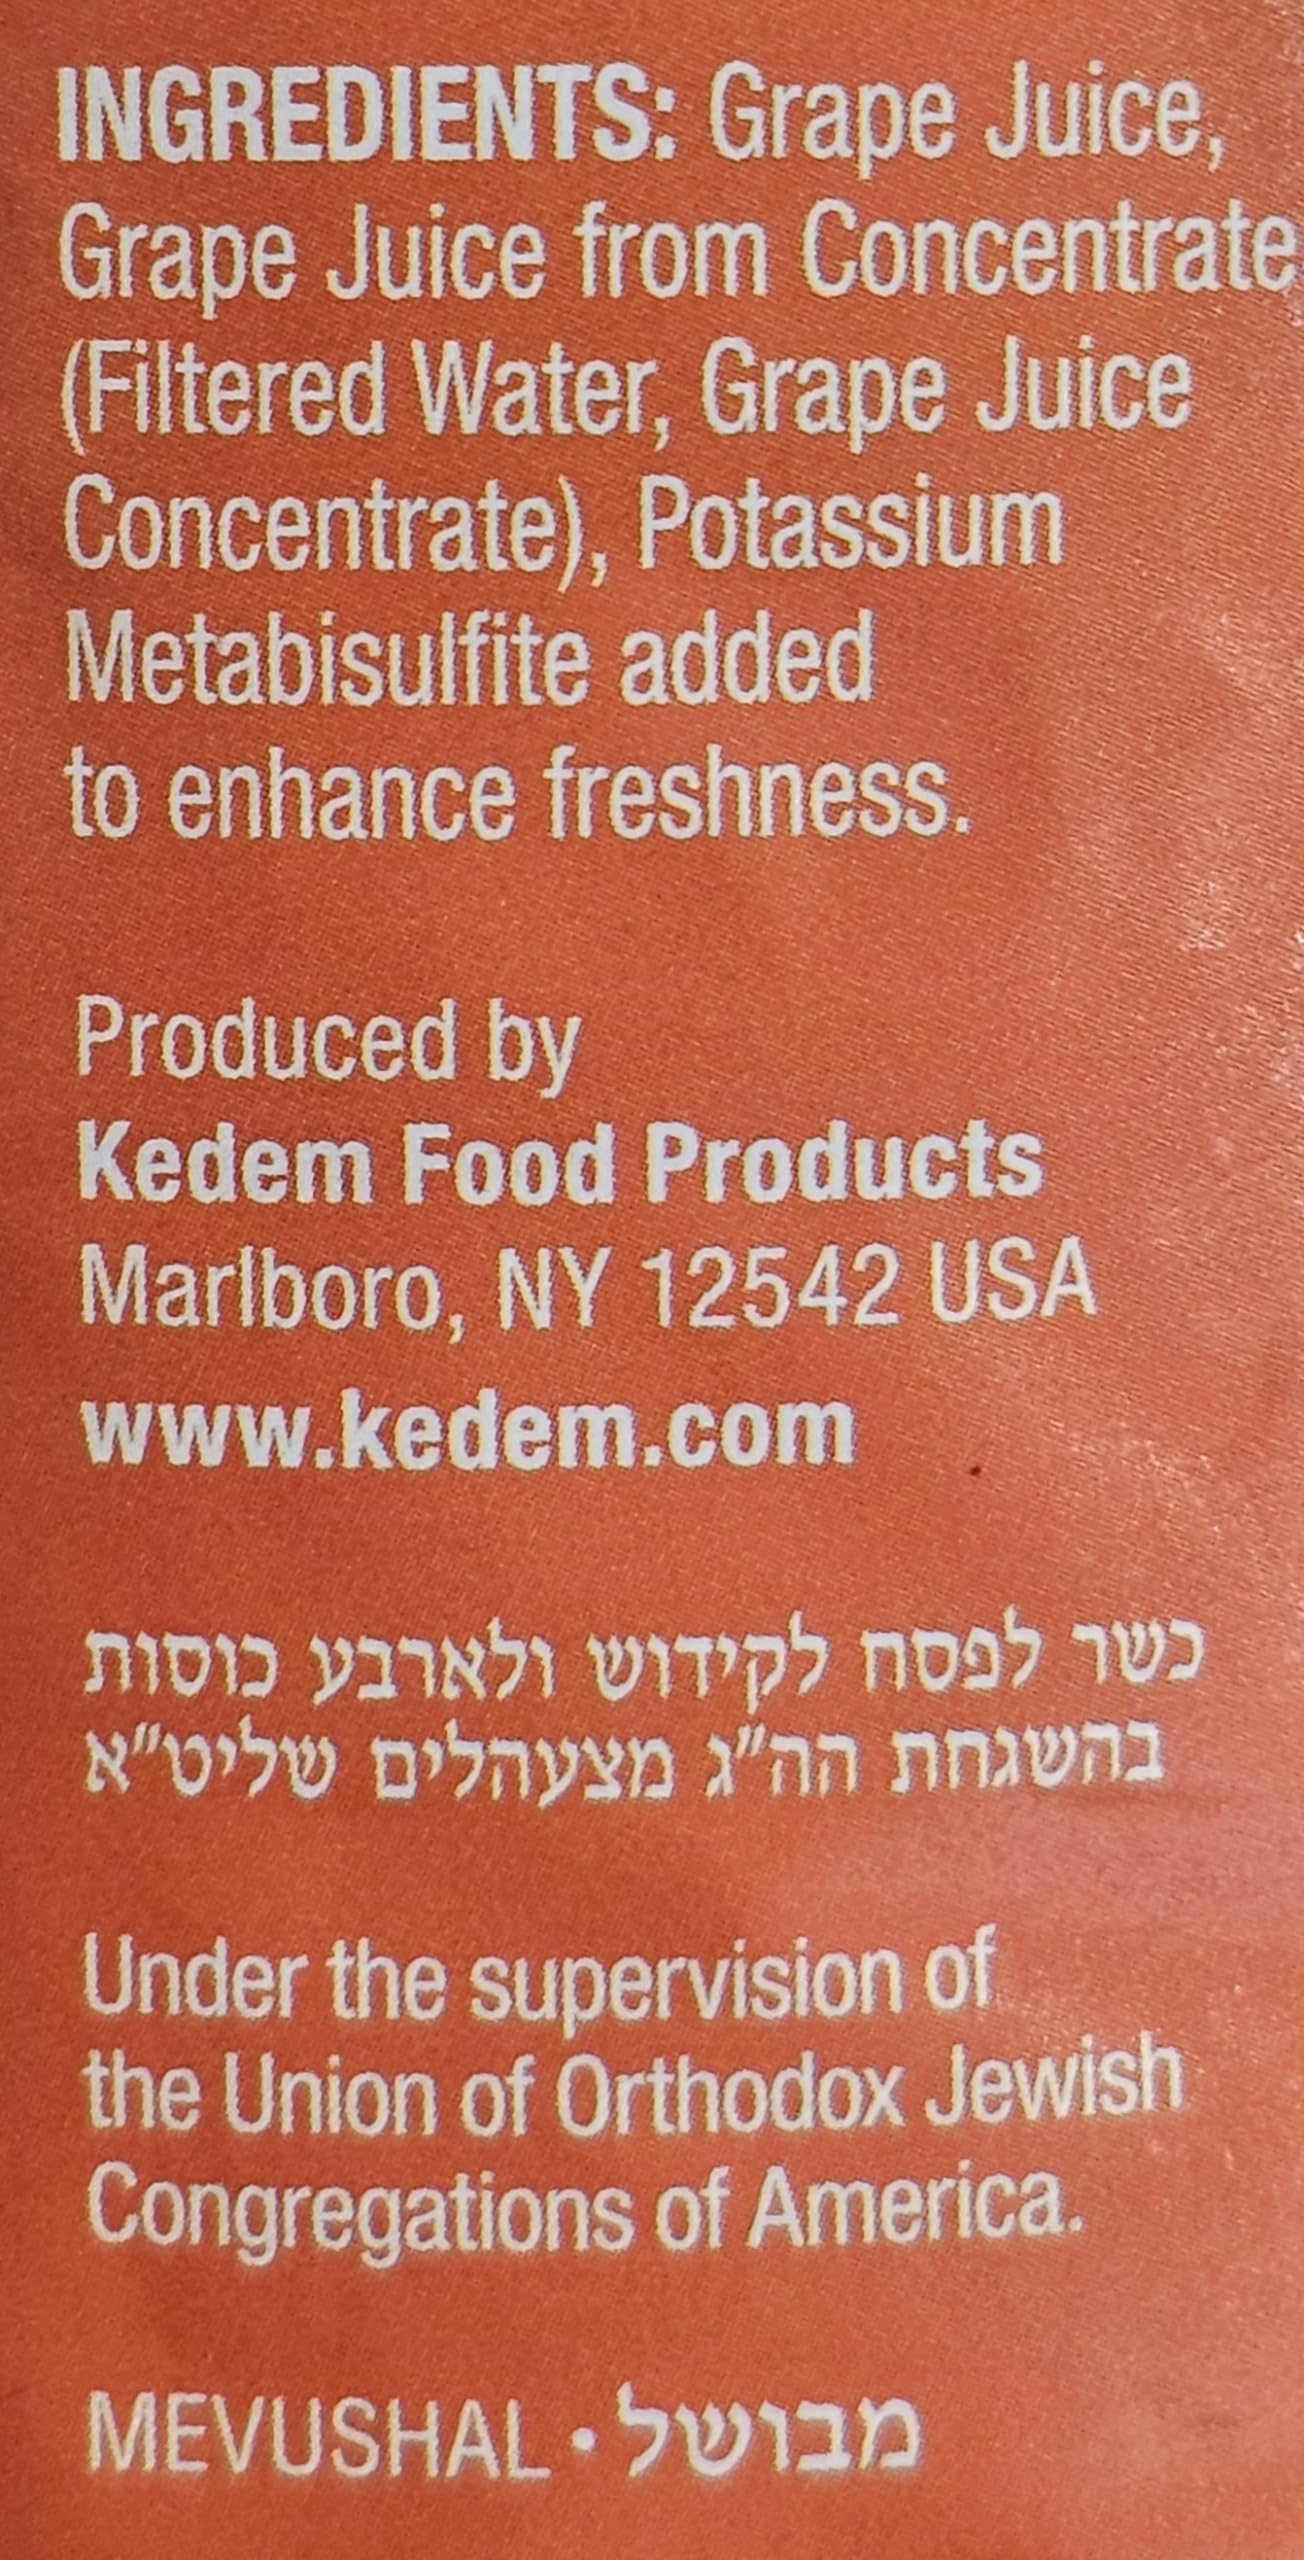 INGREDIENTS: Grape Juice,
Grape Juice from Concentrate
(Filtered Water, Grape Juice
Concentrate), Potassium
Metabisulfite added
to enhance freshness.
Produced by
Kedem Food Products
Marlboro, NY 12542 USA
www.kedem.com
כשר לפסח לקידוש ולארבע כוסות
בהשגחת הה"ג מצעהלים שליט"א
Under the supervision of
the Union of Orthodox Jewish
Congregations of America.
MEVUSHAL • מבושל